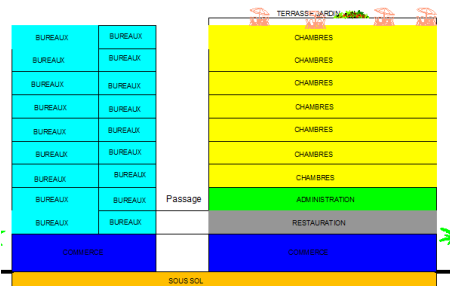 TERRASSE JARDIN
BUREAUX BUREAUX CHAMBRES
BUREAUX BUREAUX CHAMBRES
BUREAUX BUREAUX CHAMBRES
BUREAUX BUREAUX CHAMBRES
BUREAUX BUREAUX CHAMBRES
BUREAUX BUREAUX CHAMBRES
BUREAUX BUREAUX CHAMBRES
BUREAUX BUREAUX Passage ADMINISTRATION
BUREAUX BUREAUX RESTAURATION
COMMERCE COMMERCE
SOUS SOL